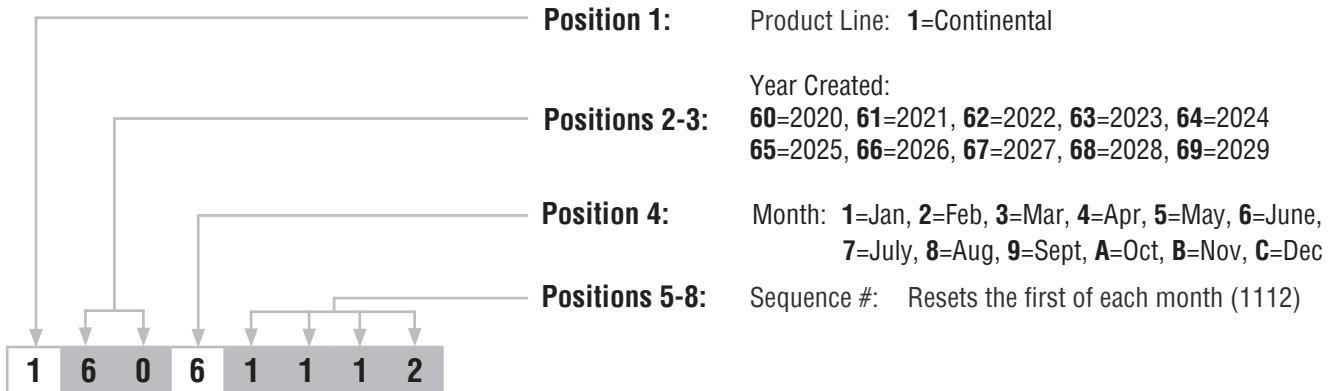 Position 1: Product Line: 1=Continental
Year Created:
Positions 2-3: 60=2020, 61=2021, 62=2022, 63=2023, 64=2024
65=2025, 66=2026, 67=2027, 68=2028, 69=2029
Position 4: Month: 1=Jan, 2=Feb, 3=Mar, 4=Apr, 5=May, 6=June,
7=July, 8=Aug, 9=Sept, A=Oct, B=Nov, C=Dec
Positions 5-8: Sequence #: Resets the first of each month (1112)
1 6 0 6 1 1 1 2